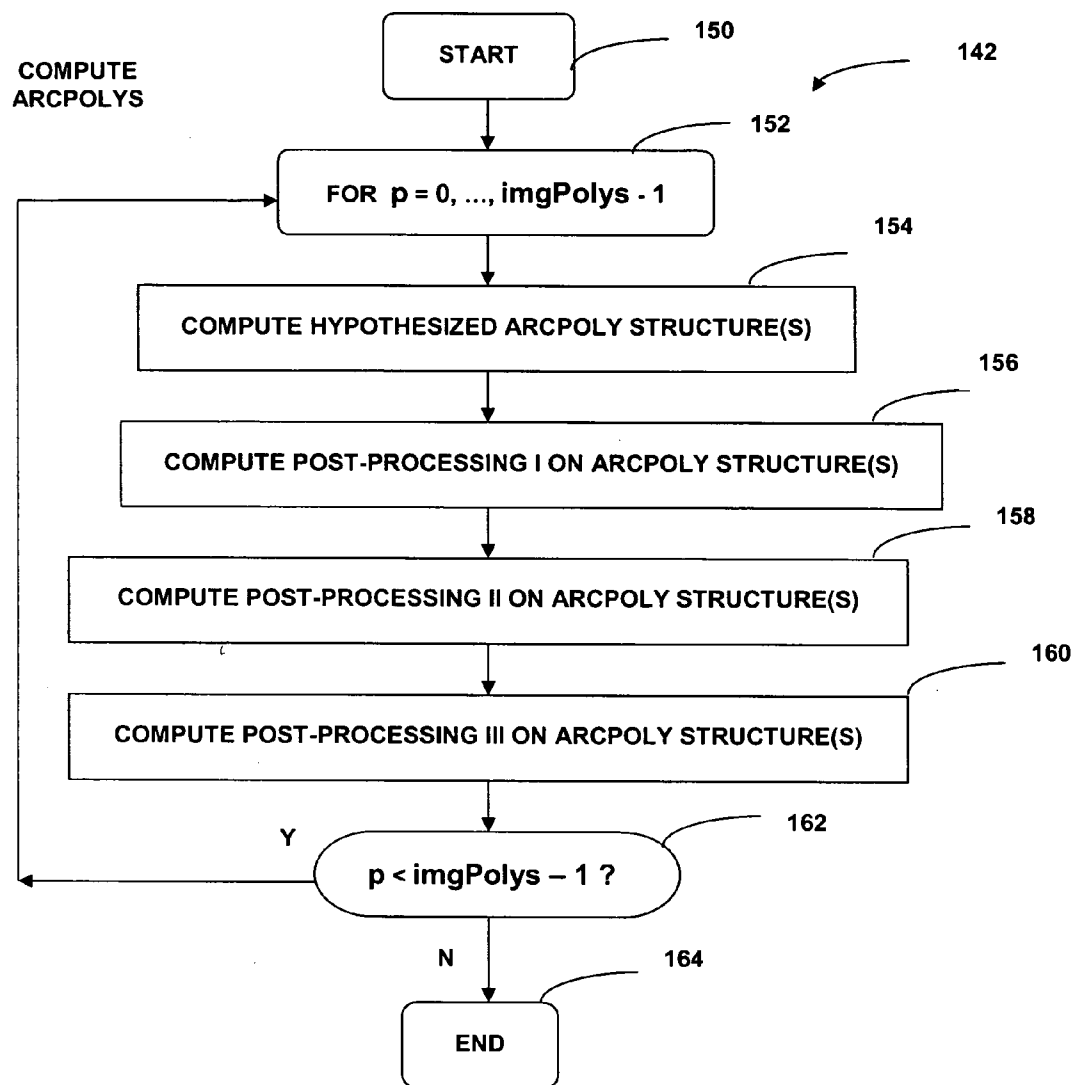 START
150
142
COMPUTE
ARCPOLYS
152
FOR p = 0, ..., imgPolys - 1
154
COMPUTE HYPOTHESIZED ARCPOLY STRUCTURE(S)
156
COMPUTE POST-PROCESSING I ON ARCPOLY STRUCTURE(S)
158
COMPUTE POST-PROCESSING II ON ARCPOLY STRUCTURE(S)
160
COMPUTE POST-PROCESSING III ON ARCPOLY STRUCTURE(S)
162
Y
p < imgPolys – 1 ?
N
164
END